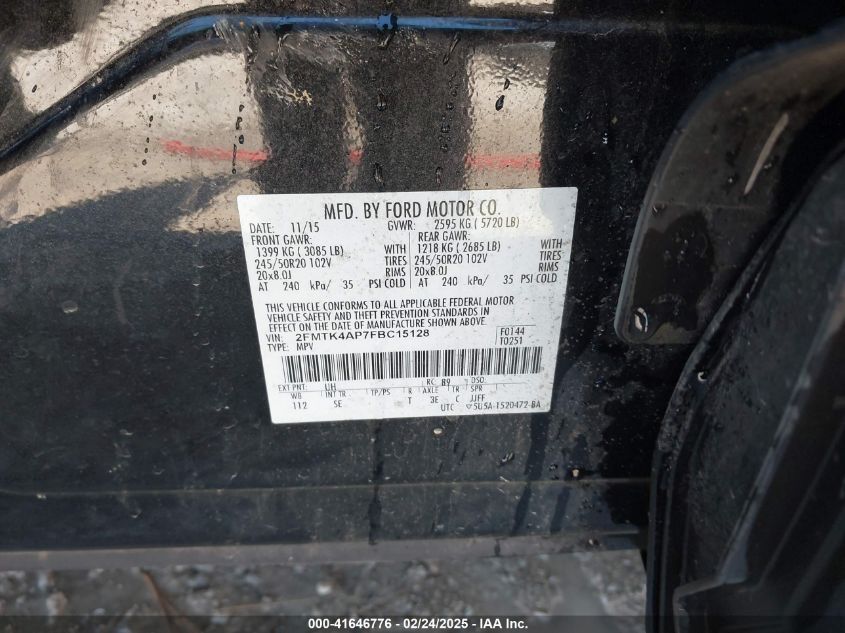 MFD. BY FORD MOTOR CO.
DATE: 11/15 GVWR: 2595 KG ( 5720 LB)
FRONT GAWR: REAR GAWR:
1399 KG ( 3085 LB) WITH 1218 KG ( 2685 LB) WITH
245/50R20 102V TIRES 245/50R20 102V TIRES
20x8.0J RIMS 20x8.0J RIMS
AT 240 kPa/ 35 PSI COLD AT 240 kPa/ 35 PSI COLD
THIS VEHICLE CONFORMS TO ALL APPLICABLE FEDERAL MOTOR
VEHICLE SAFETY AND THEFT PREVENTION STANDARDS IN
EFFECT ON THE DATE OF MANUFACTURE SHOWN ABOVE.
VIN: 2FMTK4AP7FBC15128 F0144
TYPE: MPV T0251
EXT PNT: UH RC: 89 DSO:
WB INT TR TP/PS R AXLE TR SPR
112 SE T 3E C JJFF
UTC ▽5U5A-1520472-BA
000-41646776 - 02/24/2025 - IAA Inc.